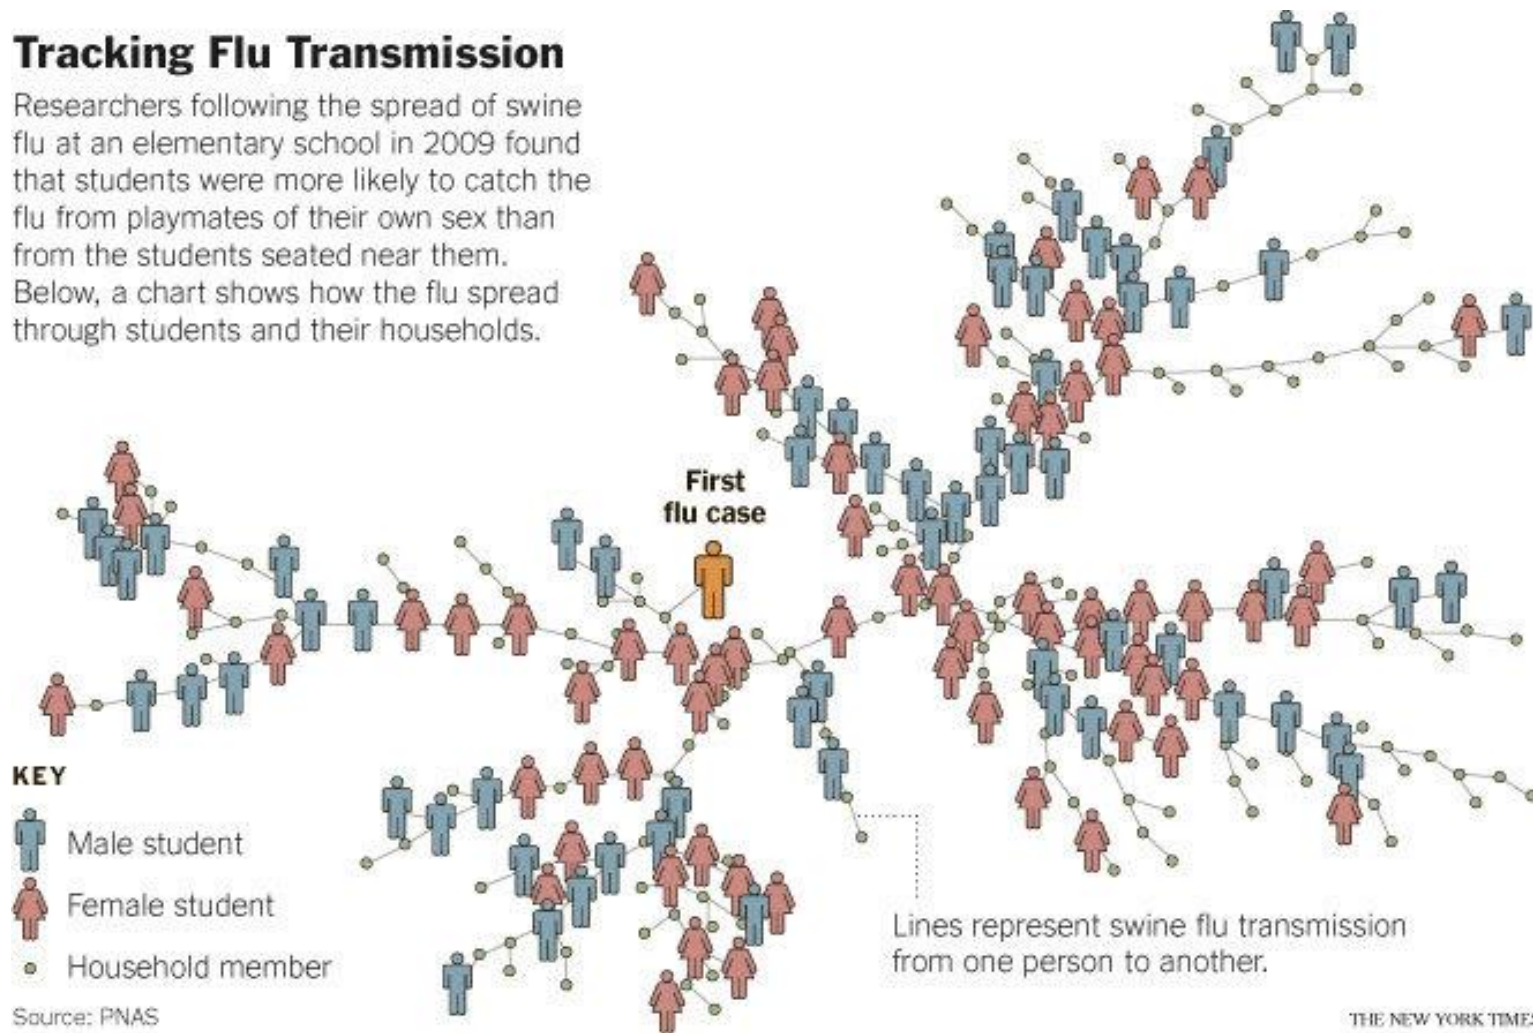 Tracking Flu Transmission
Researchers following the spread of swine
flu at an elementary school in 2009 found
that students were more likely to catch the
flu from playmates of their own sex than
from the students seated near them.
Below, a chart shows how the flu spread
through students and their households.
First
flu case
KEY
Male student
Female student
Household member
Lines represent swine flu transmission
from one person to another.
Source: PNAS
THE NEW YORK TIMES